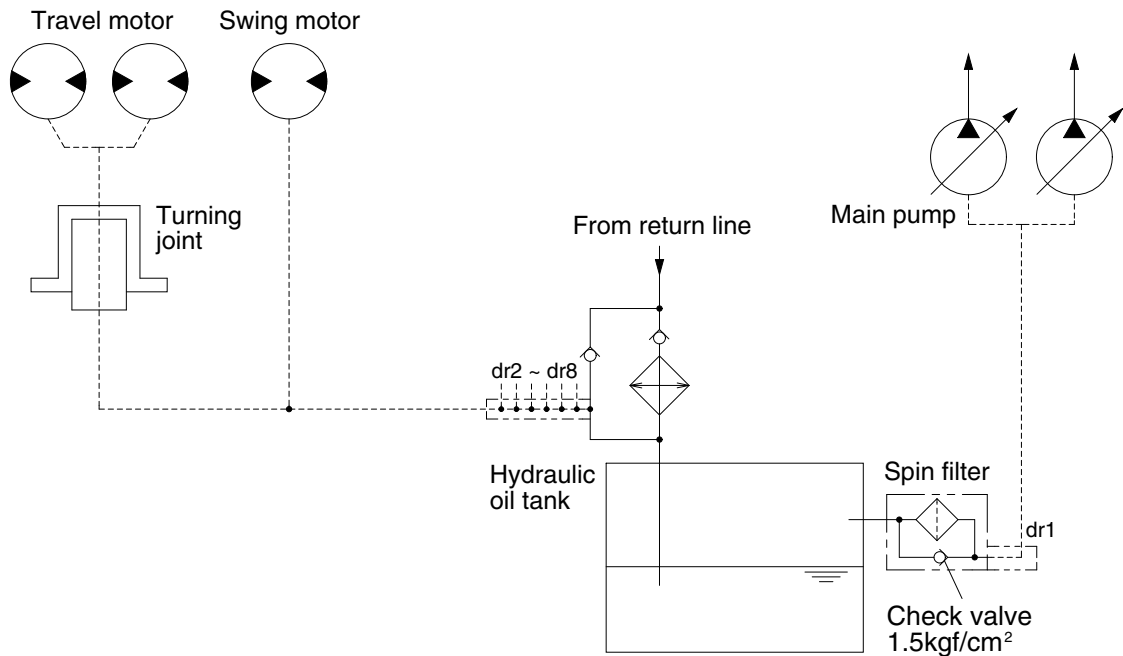 Travel motor
Swing motor
Turning
joint
From return line
Main pump
dr2 ~ dr8
Hydraulic
oil tank
Spin filter
dr1
Check valve
1.5kgf/cm²